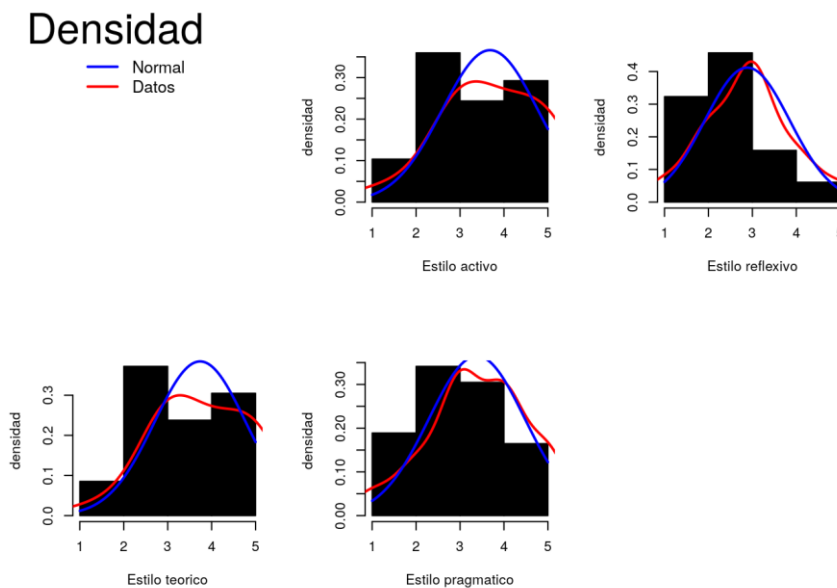 Densidad
Normal
Datos
densidad
0.00 0.10 0.20 0.30
1 2 3 4 5
Estilo activo
densidad
0.0 0.1 0.2 0.3 0.4
1 2 3 4
Estilo reflexivo
densidad
0.0 0.1 0.2 0.3
1 2 3 4 5
Estilo teorico
densidad
0.00 0.10 0.20 0.30
1 2 3 4 5
Estilo pragmatico